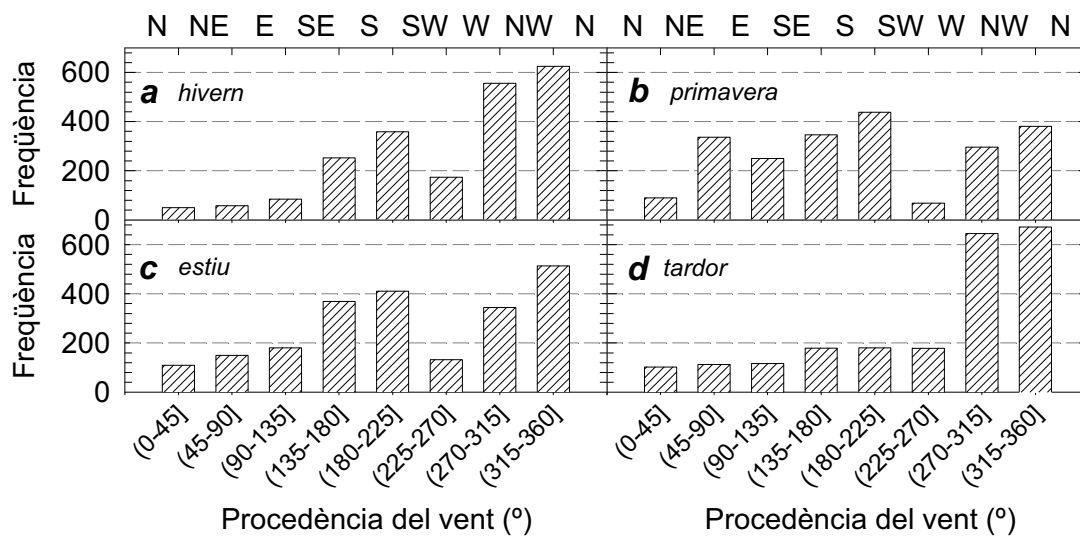 N NE E SE S SW W NW N N NE E SE S SW W NW N
Freqüència
600
400
200
0
a hivern
b primavera
Freqüència
600
400
200
0
c estiu
d tardor
(0-45] (45-90] (90-135] (135-180] (180-225] (225-270] (270-315] (315-360] (0-45] (45-90] (90-135] (135-180] (180-225] (225-270] (270-315] (315-360]
Procedència del vent (º) Procedència del vent (º)